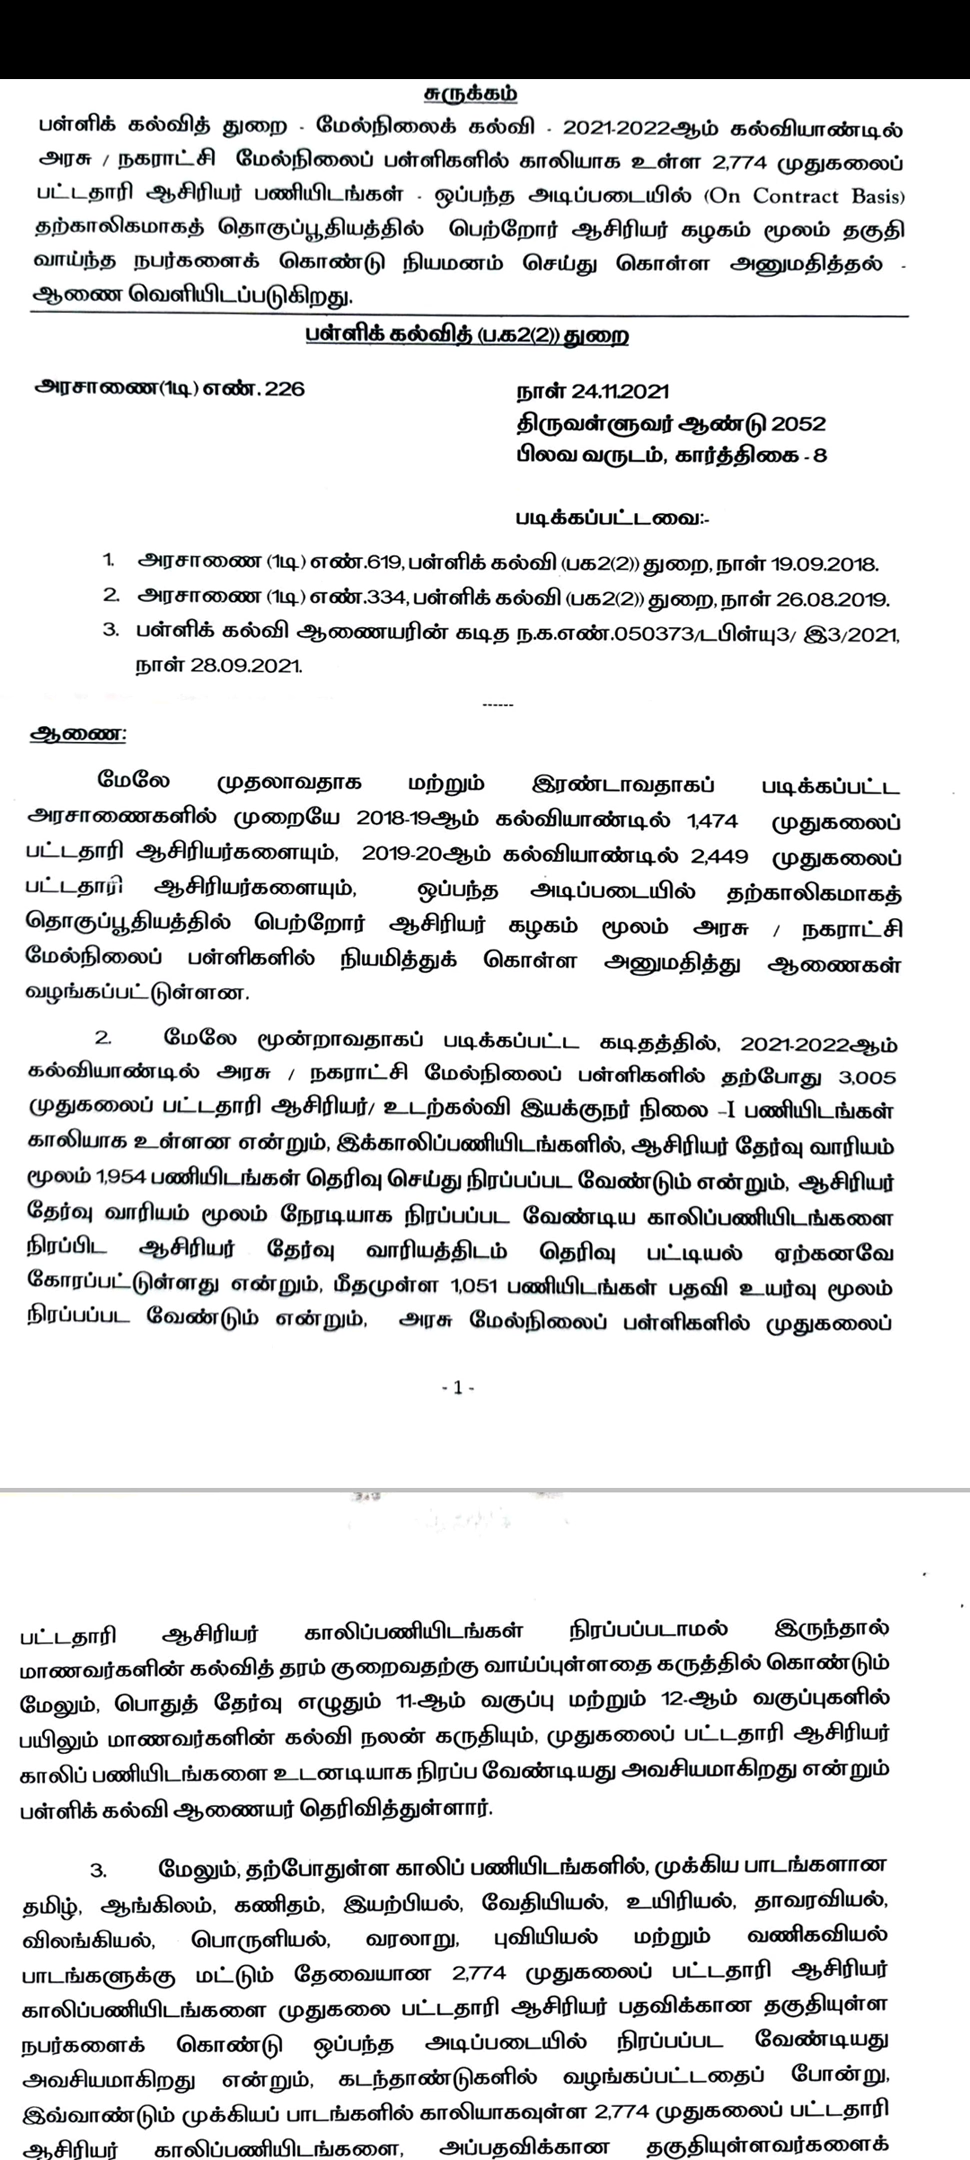 சுருக்கம்
பள்ளிக் கல்வித் துறை - மேல்நிலைக் கல்வி - 2021-2022ஆம் கல்வியாண்டில்
அரசு / நகராட்சி மேல்நிலைப் பள்ளிகளில் காலியாக உள்ள 2,774 முதுகலைப்
பட்டதாரி ஆசிரியர் பணியிடங்கள் - ஒப்பந்த அடிப்படையில் (On Contract Basis)
தற்காலிகமாகத் தொகுப்பூதியத்தில் பெற்றோர் ஆசிரியர் கழகம் மூலம் தகுதி
வாய்ந்த நபர்களைக் கொண்டு நியமனம் செய்து கொள்ள அனுமதித்தல் -
ஆணை வெளியிடப்படுகிறது.
பள்ளிக் கல்வித் (ப.க2(2)) துறை
அரசாணை(1டி) எண். 226
நாள் 24.11.2021
திருவள்ளுவர் ஆண்டு 2052
பிலவ வருடம், கார்த்திகை - 8
படிக்கப்பட்டவை:-
1. அரசாணை (1டி) எண்.619, பள்ளிக் கல்வி (பக2(2)) துறை, நாள் 19.09.2018.
2. அரசாணை (1டி) எண்.334, பள்ளிக் கல்வி (பக2(2)) துறை, நாள் 26.08.2019.
3. பள்ளிக் கல்வி ஆணையரின் கடித ந.க.எண்.050373/டபிள்யு3/ இ3/2021,
நாள் 28.09.2021.
------
ஆணை:
மேலே முதலாவதாக மற்றும் இரண்டாவதாகப் படிக்கப்பட்ட
அரசாணைகளில் முறையே 2018-19ஆம் கல்வியாண்டில் 1,474 முதுகலைப்
பட்டதாரி ஆசிரியர்களையும், 2019-20ஆம் கல்வியாண்டில் 2,449 முதுகலைப்
பட்டதாரி ஆசிரியர்களையும், ஒப்பந்த அடிப்படையில் தற்காலிகமாகத்
தொகுப்பூதியத்தில் பெற்றோர் ஆசிரியர் கழகம் மூலம் அரசு / நகராட்சி
மேல்நிலைப் பள்ளிகளில் நியமித்துக் கொள்ள அனுமதித்து ஆணைகள்
வழங்கப்பட்டுள்ளன.
2. மேலே மூன்றாவதாகப் படிக்கப்பட்ட கடிதத்தில், 2021-2022ஆம்
கல்வியாண்டில் அரசு / நகராட்சி மேல்நிலைப் பள்ளிகளில் தற்போது 3,005
முதுகலைப் பட்டதாரி ஆசிரியர்/ உடற்கல்வி இயக்குநர் நிலை –I பணியிடங்கள்
காலியாக உள்ளன என்றும், இக்காலிப்பணியிடங்களில், ஆசிரியர் தேர்வு வாரியம்
மூலம் 1,954 பணியிடங்கள் தெரிவு செய்து நிரப்பப்பட வேண்டும் என்றும், ஆசிரியர்
தேர்வு வாரியம் மூலம் நேரடியாக நிரப்பப்பட வேண்டிய காலிப்பணியிடங்களை
நிரப்பிட ஆசிரியர் தேர்வு வாரியத்திடம் தெரிவு பட்டியல் ஏற்கனவே
கோரப்பட்டுள்ளது என்றும், மீதமுள்ள 1,051 பணியிடங்கள் பதவி உயர்வு மூலம்
நிரப்பப்பட வேண்டும் என்றும், அரசு மேல்நிலைப் பள்ளிகளில் முதுகலைப்
- 1 -
பட்டதாரி ஆசிரியர் காலிப்பணியிடங்கள் நிரப்பப்படாமல் இருந்தால்
மாணவர்களின் கல்வித் தரம் குறைவதற்கு வாய்ப்புள்ளதை கருத்தில் கொண்டும்
மேலும், பொதுத் தேர்வு எழுதும் 11-ஆம் வகுப்பு மற்றும் 12-ஆம் வகுப்புகளில்
பயிலும் மாணவர்களின் கல்வி நலன் கருதியும், முதுகலைப் பட்டதாரி ஆசிரியர்
காலிப் பணியிடங்களை உடனடியாக நிரப்ப வேண்டியது அவசியமாகிறது என்றும்
பள்ளிக் கல்வி ஆணையர் தெரிவித்துள்ளார்.
3. மேலும், தற்போதுள்ள காலிப் பணியிடங்களில், முக்கிய பாடங்களான
தமிழ், ஆங்கிலம், கணிதம், இயற்பியல், வேதியியல், உயிரியல், தாவரவியல்,
விலங்கியல், பொருளியல், வரலாறு, புவியியல் மற்றும் வணிகவியல்
பாடங்களுக்கு மட்டும் தேவையான 2,774 முதுகலைப் பட்டதாரி ஆசிரியர்
காலிப்பணியிடங்களை முதுகலை பட்டதாரி ஆசிரியர் பதவிக்கான தகுதியுள்ள
நபர்களைக் கொண்டு ஒப்பந்த அடிப்படையில் நிரப்பப்பட வேண்டியது
அவசியமாகிறது என்றும், கடந்தாண்டுகளில் வழங்கப்பட்டதைப் போன்று,
இவ்வாண்டும் முக்கியப் பாடங்களில் காலியாகவுள்ள 2,774 முதுகலைப் பட்டதாரி
ஆசிரியர் காலிப்பணியிடங்களை, அப்பதவிக்கான தகுதியுள்ளவர்களைக்